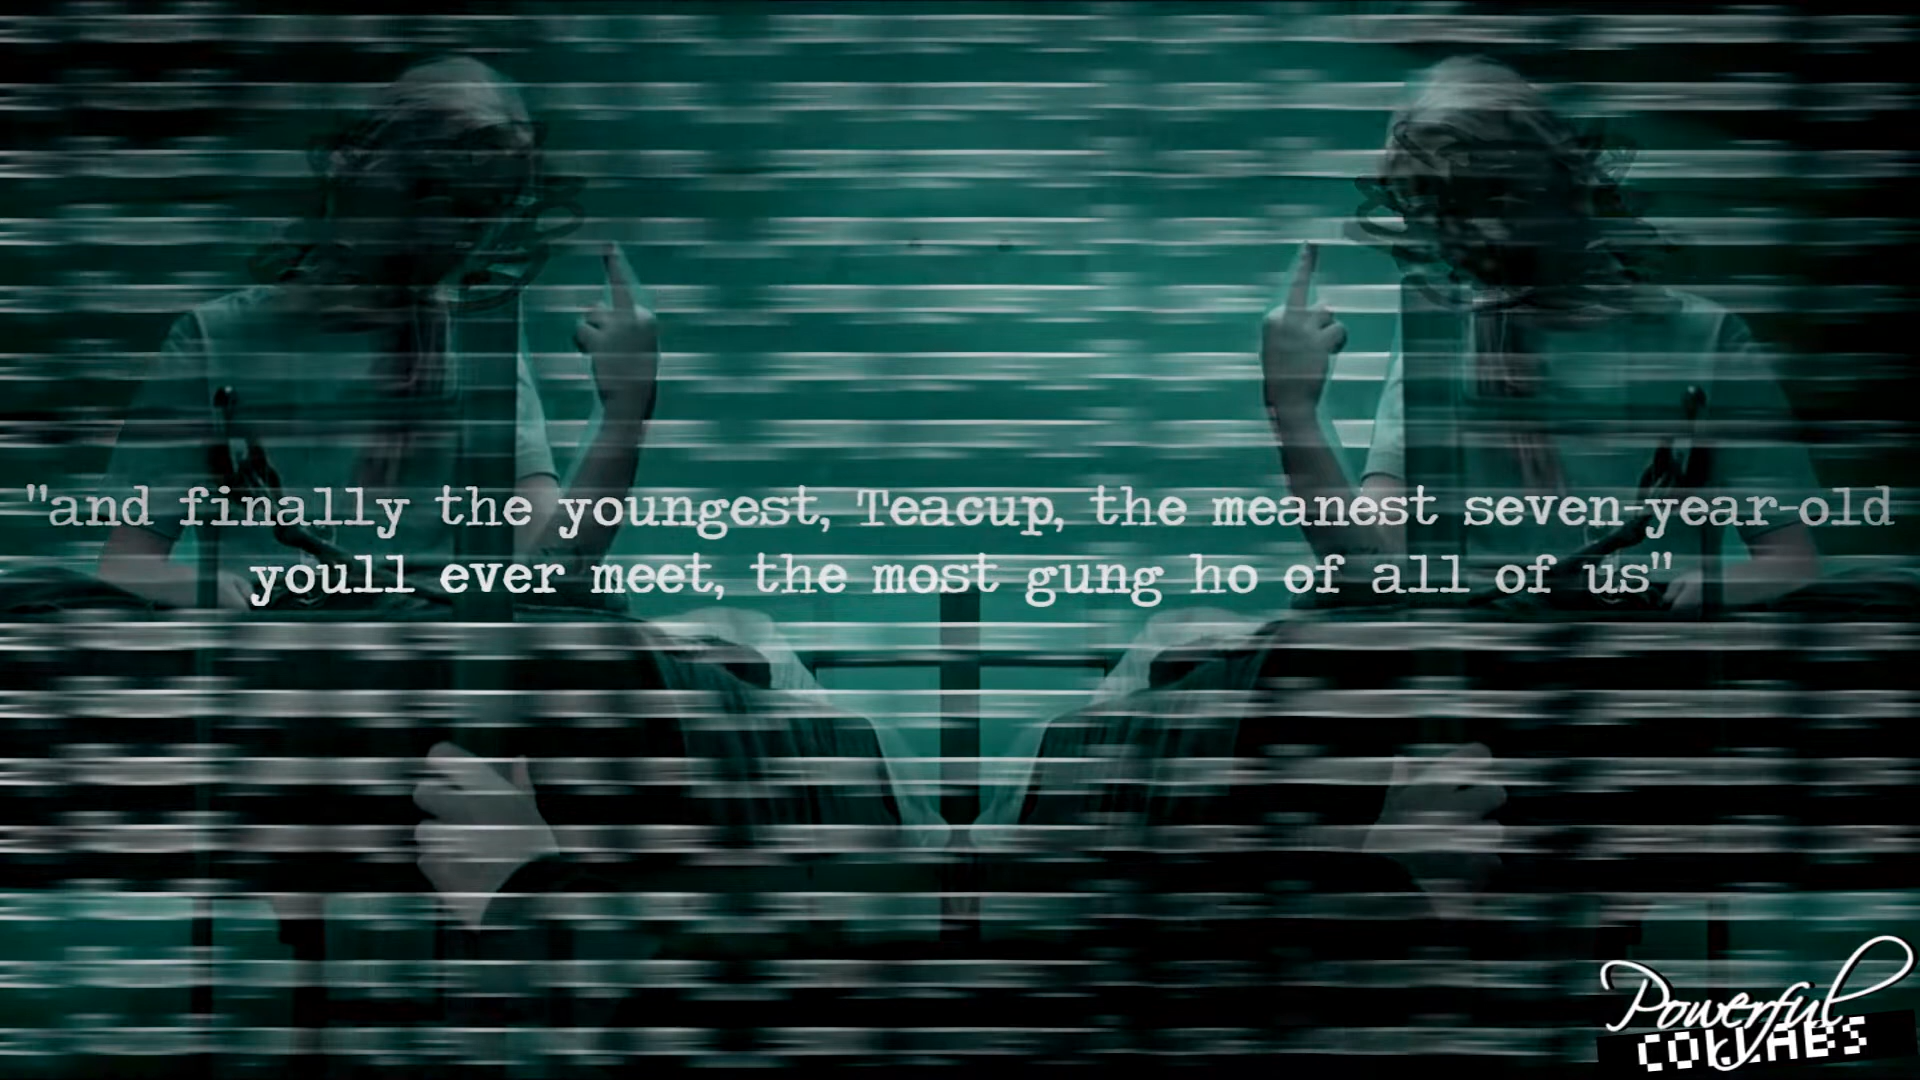 "and finally the youngest, Teacup, the meanest seven-year-old
youll ever meet, the most gung ho of all of us"
Powerful
COLLABS